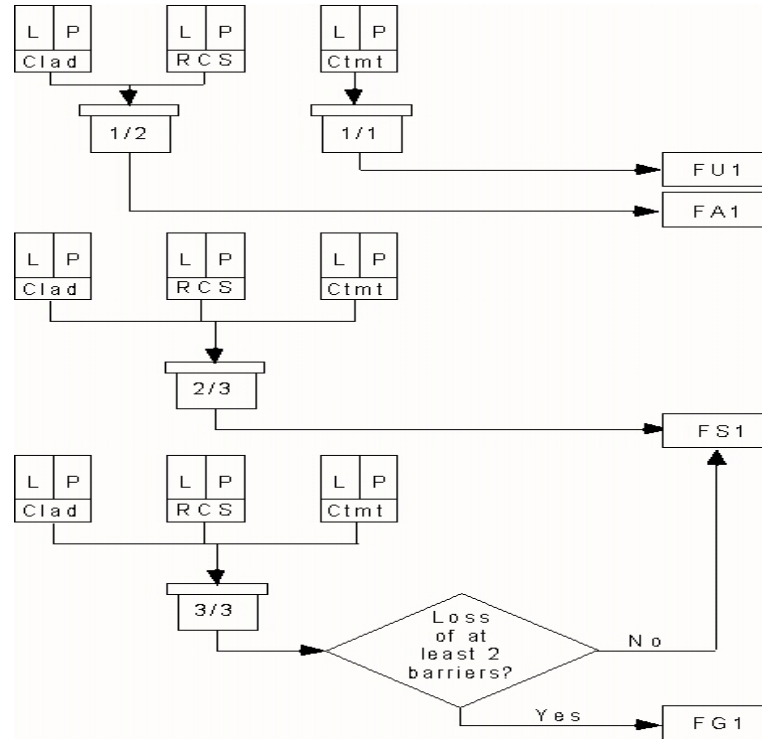 L P L P L P
Clad RCS Ctmt
1/2 1/1
FU1
FA1
L P L P L P
Clad RCS Ctmt
2/3
FS1
L P L P L P
Clad RCS Ctmt
3/3
Loss
of at
least 2
barriers?
No
Yes
FG1